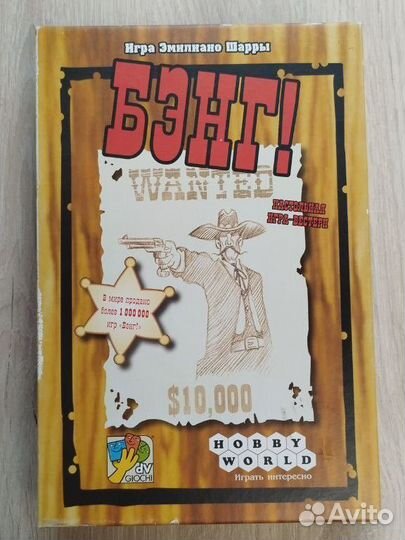 Игра Эмилиано Шарры
БЭНГ!
WANTED
НАСТОЛЬНАЯ
ИГРА-ВЕСТЕРН
В мире продано
более 1 000 000
игр «Бэнг!»
$10,000
dV
GIOCHI
HOBBY
WORLD
Играть интересно
Avito